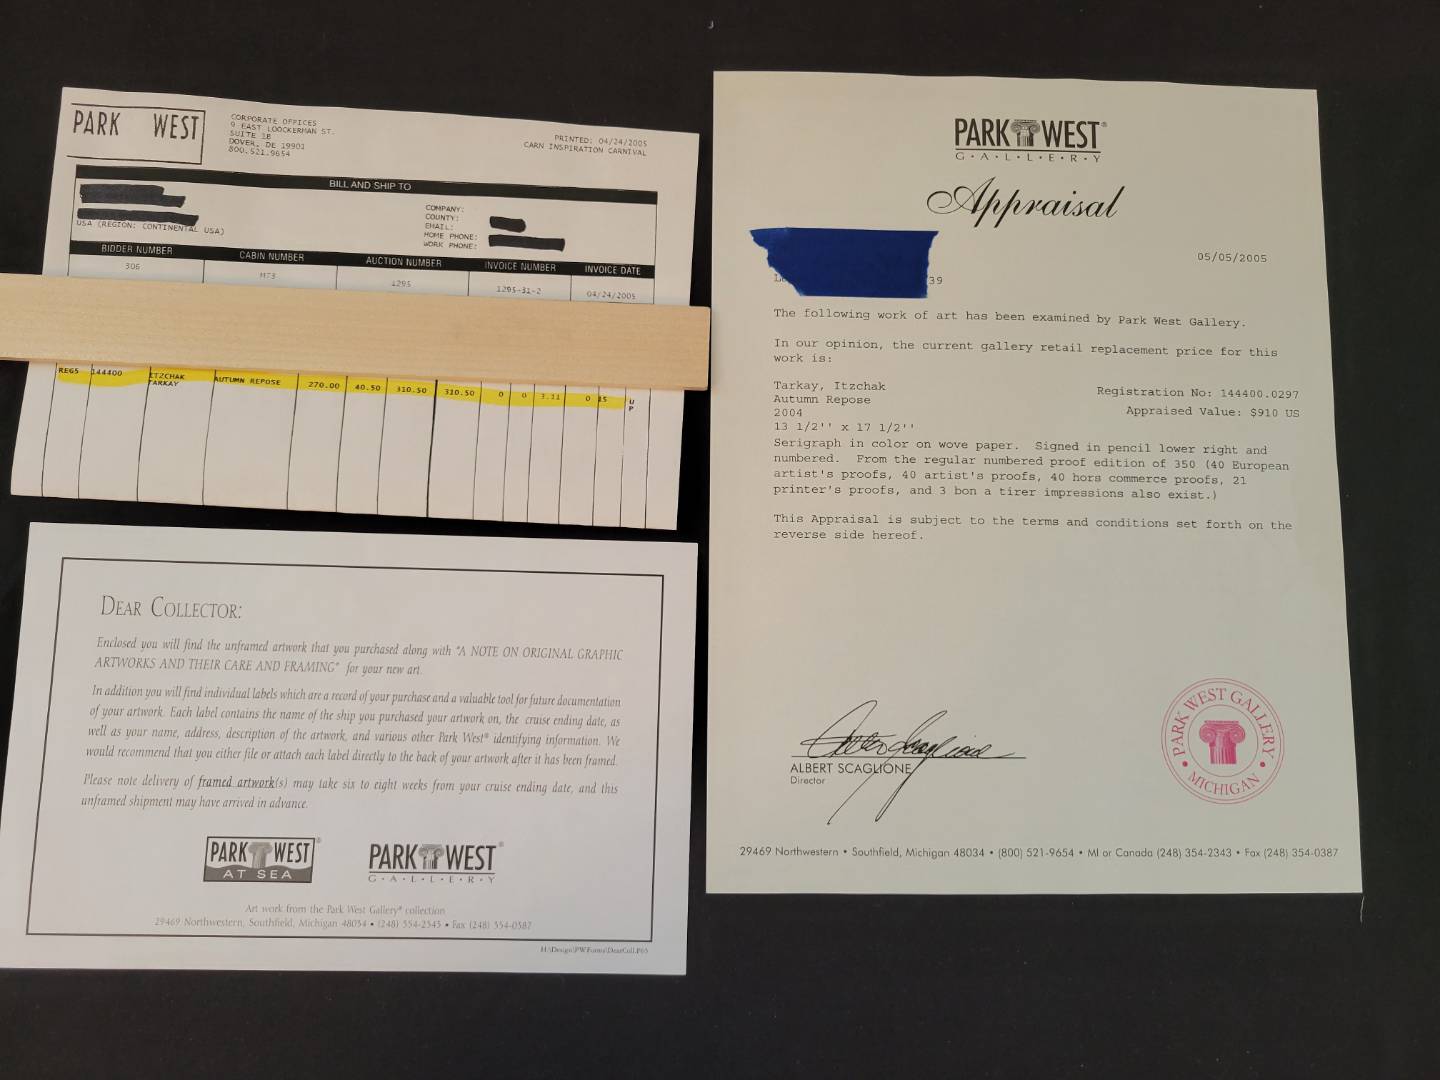 PARK WEST
CORPORATE OFFICES
9 EAST LOOCKERMAN ST.
SUITE 1B
DOVER, DE 19901
800.521.9654
PRINTED: 04/24/2005
CARN INSPIRATION CARNIVAL
BILL AND SHIP TO
USA (REGION: CONTINENTAL USA)
COMPANY:
COUNTY:
EMAIL:
HOME PHONE:
WORK PHONE:
BIDDER NUMBER CABIN NUMBER AUCTION NUMBER INVOICE NUMBER INVOICE DATE
306 M73 1295 1295-31-2 04/24/2005
REG5 144400 ITZCHAK TARKAY AUTUMN REPOSE 270.00 40.50 310.50 310.50 0 0 3.11 0 15 U P
DEAR COLLECTOR:
Enclosed you will find the unframed artwork that you purchased along with "A NOTE ON ORIGINAL GRAPHIC
ARTWORKS AND THEIR CARE AND FRAMING" for your new art.
In addition you will find individual labels which are a record of your purchase and a valuable tool for future documentation
of your artwork. Each label contains the name of the ship you purchased your artwork on, the cruise ending date, as
well as your name, address, description of the artwork, and various other Park West® identifying information. We
would recommend that you either file or attach each label directly to the back of your artwork after it has been framed.
Please note delivery of framed artwork(s) may take six to eight weeks from your cruise ending date, and this
unframed shipment may have arrived in advance.
PARK WEST®
AT SEA
PARK WEST®
G•A•L•L•E•R•Y
Art work from the Park West Gallery® collection
29469 Northwestern, Southfield, Michigan 48034 • (248) 354-2343 • Fax (248) 354-0387
H:\Design\PWForms\DearColl.P65
PARK WEST®
G•A•L•L•E•R•Y
Appraisal
05/05/2005
39
The following work of art has been examined by Park West Gallery.
In our opinion, the current gallery retail replacement price for this
work is:
Tarkay, Itzchak
Registration No: 144400.0297
Autumn Repose
Appraised Value: $910 US
2004
13 1/2'' x 17 1/2''
Serigraph in color on wove paper. Signed in pencil lower right and
numbered. From the regular numbered proof edition of 350 (40 European
artist's proofs, 40 artist's proofs, 40 hors commerce proofs, 21
printer's proofs, and 3 bon a tirer impressions also exist.)
This Appraisal is subject to the terms and conditions set forth on the
reverse side hereof.
Albert Scaglione
ALBERT SCAGLIONE
Director
PARK WEST GALLERY
• MICHIGAN •
29469 Northwestern • Southfield, Michigan 48034 • (800) 521-9654 • MI or Canada (248) 354-2343 • Fax (248) 354-0387